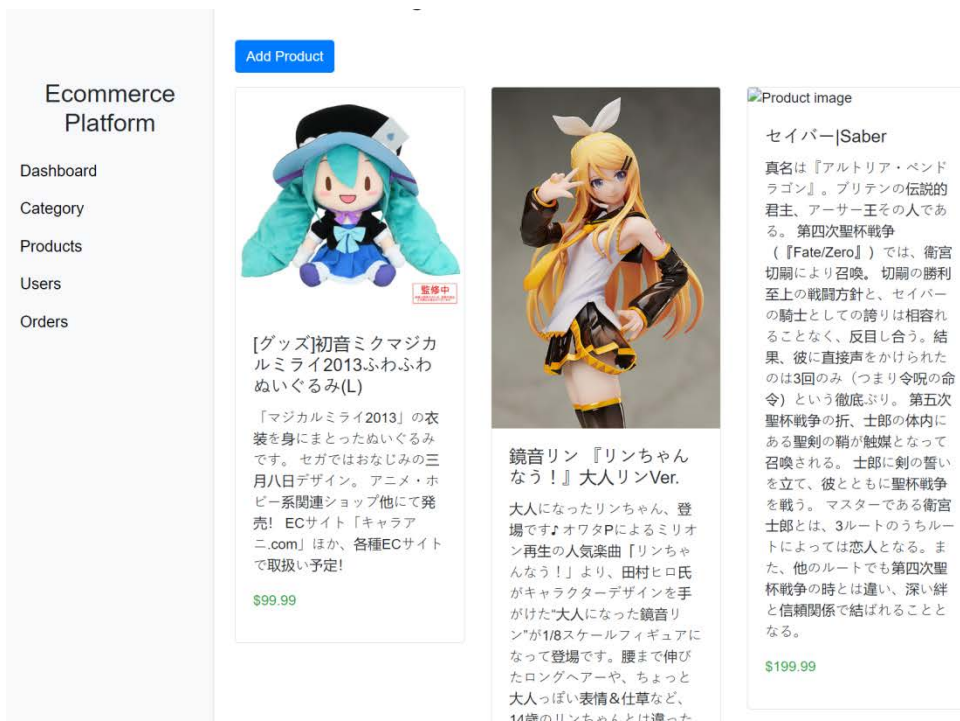 Ecommerce
Platform
Dashboard
Category
Products
Users
Orders
Add Product
監修中
[グッズ]初音ミクマジカ
ルミライ2013ふわふわ
ぬいぐるみ(L)
「マジカルミライ2013」の衣
装を身にまとったぬいぐるみ
です。 セガではおなじみの三
月八日デザイン。 アニメ・ホ
ビー系関連ショップ他にて発
売! ECサイト「キャラア
ニ.com」ほか、各種ECサイト
で取扱い予定!
$99.99
鏡音リン 『リンちゃん
なう！』大人リンVer.
大人になったリンちゃん、登
場です♪オワタPによるミリオ
ン再生の人気楽曲「リンちゃ
んなう！」より、田村ヒロ氏
がキャラクターデザインを手
がけた“大人になった鏡音リ
ン”が1/8スケールフィギュアに
なって登場です。腰まで伸び
たロングヘアーや、ちょっと
大人っぽい表情＆仕草など、
14歳のリンちゃんとは違った
Product image
セイバー|Saber
真名は『アルトリア・ペンド
ラゴン』。ブリテンの伝説的
君主、アーサー王その人であ
る。 第四次聖杯戦争
（『Fate/Zero』）では、衛宮
切嗣により召喚。 切嗣の勝利
至上の戦闘方針と、セイバー
の騎士としての誇りは相容れ
ることなく、反目し合う。結
果、彼に直接声をかけられた
のは3回のみ（つまり令呪の命
令）という徹底ぶり。 第五次
聖杯戦争の折、士郎の体内に
ある聖剣の鞘が触媒となって
召喚される。 士郎に剣の誓い
を立て、彼とともに聖杯戦争
を戦う。 マスターである衛宮
士郎とは、3ルートのうちルー
トによっては恋人となる。ま
た、他のルートでも第四次聖
杯戦争の時とは違い、深い絆
と信頼関係で結ばれることと
なる。
$199.99